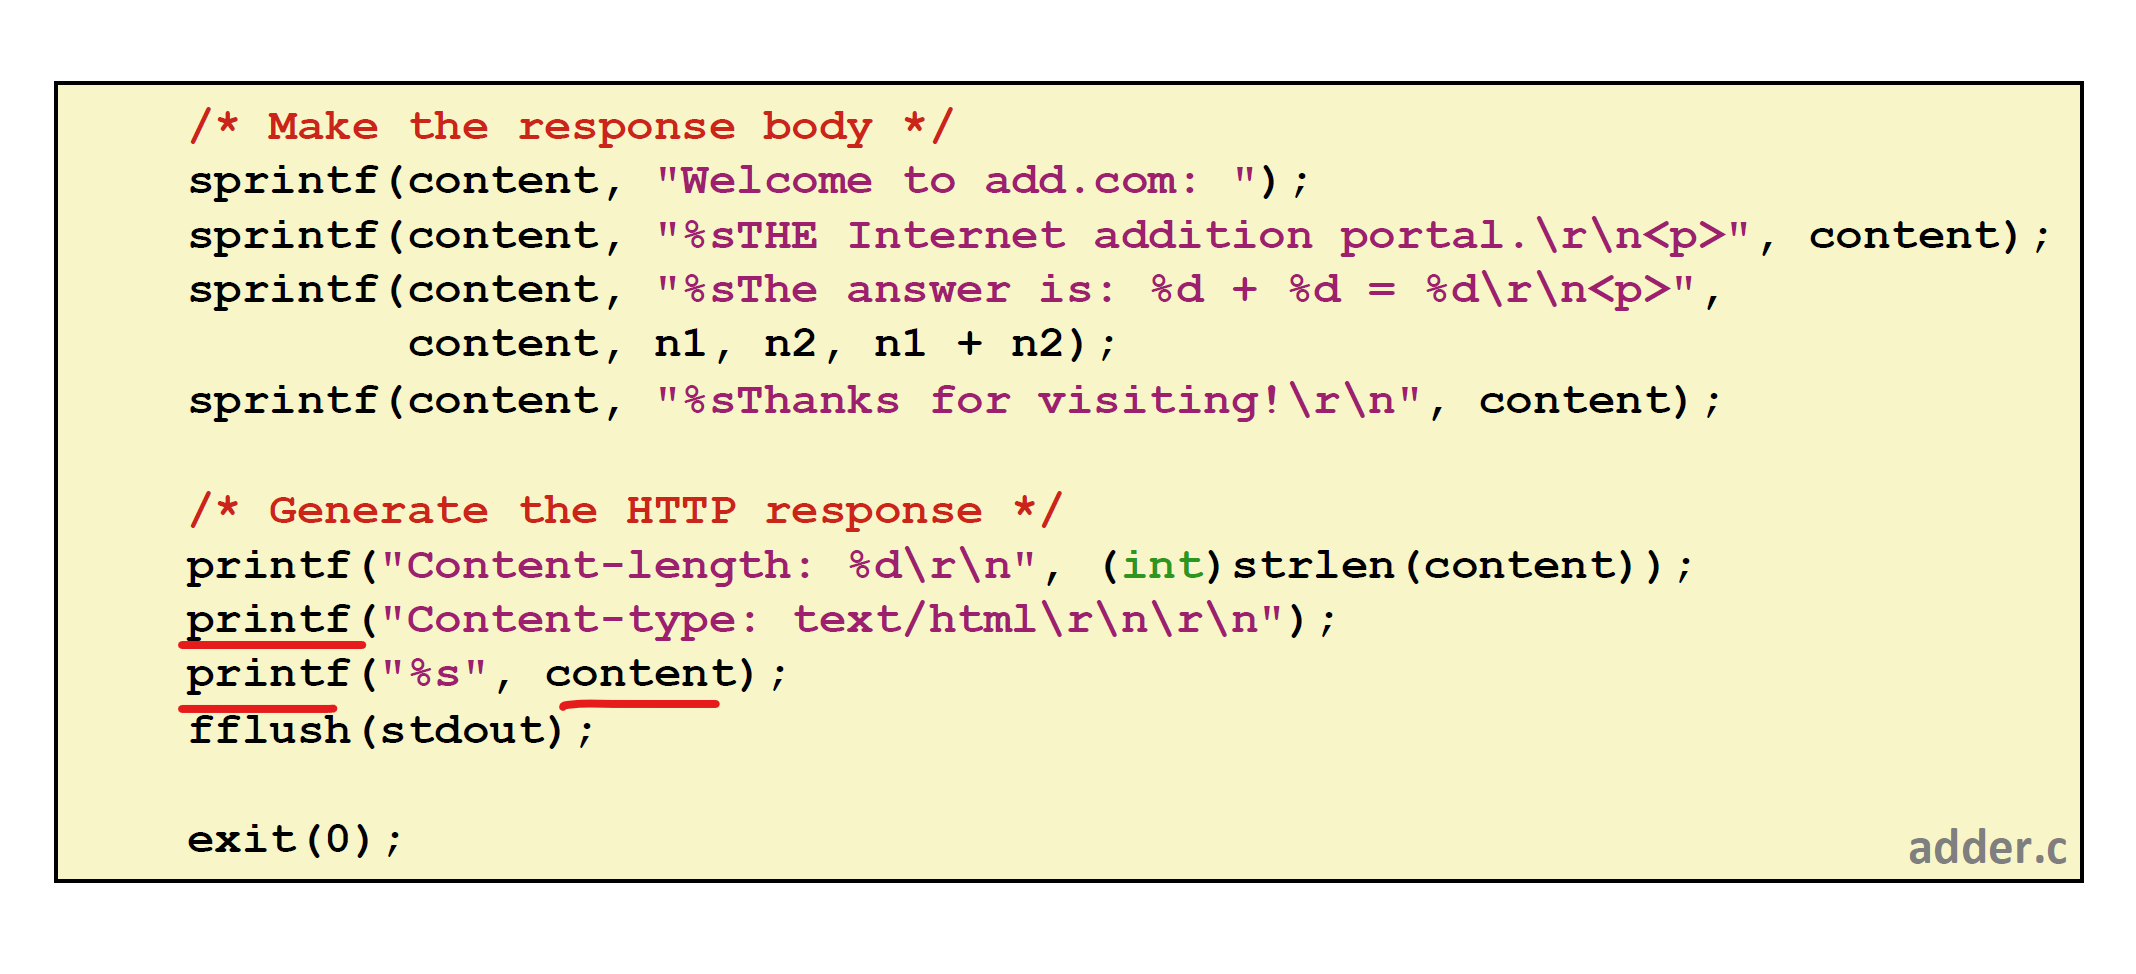 /* Make the response body */
sprintf(content, "Welcome to add.com: ");
sprintf(content, "%sTHE Internet addition portal.\r\n<p>", content);
sprintf(content, "%sThe answer is: %d + %d = %d\r\n<p>",
        content, n1, n2, n1 + n2);
sprintf(content, "%sThanks for visiting!\r\n", content);

/* Generate the HTTP response */
printf("Content-length: %d\r\n", (int)strlen(content));
printf("Content-type: text/html\r\n\r\n");
printf("%s", content);
fflush(stdout);

exit(0);
adder.c